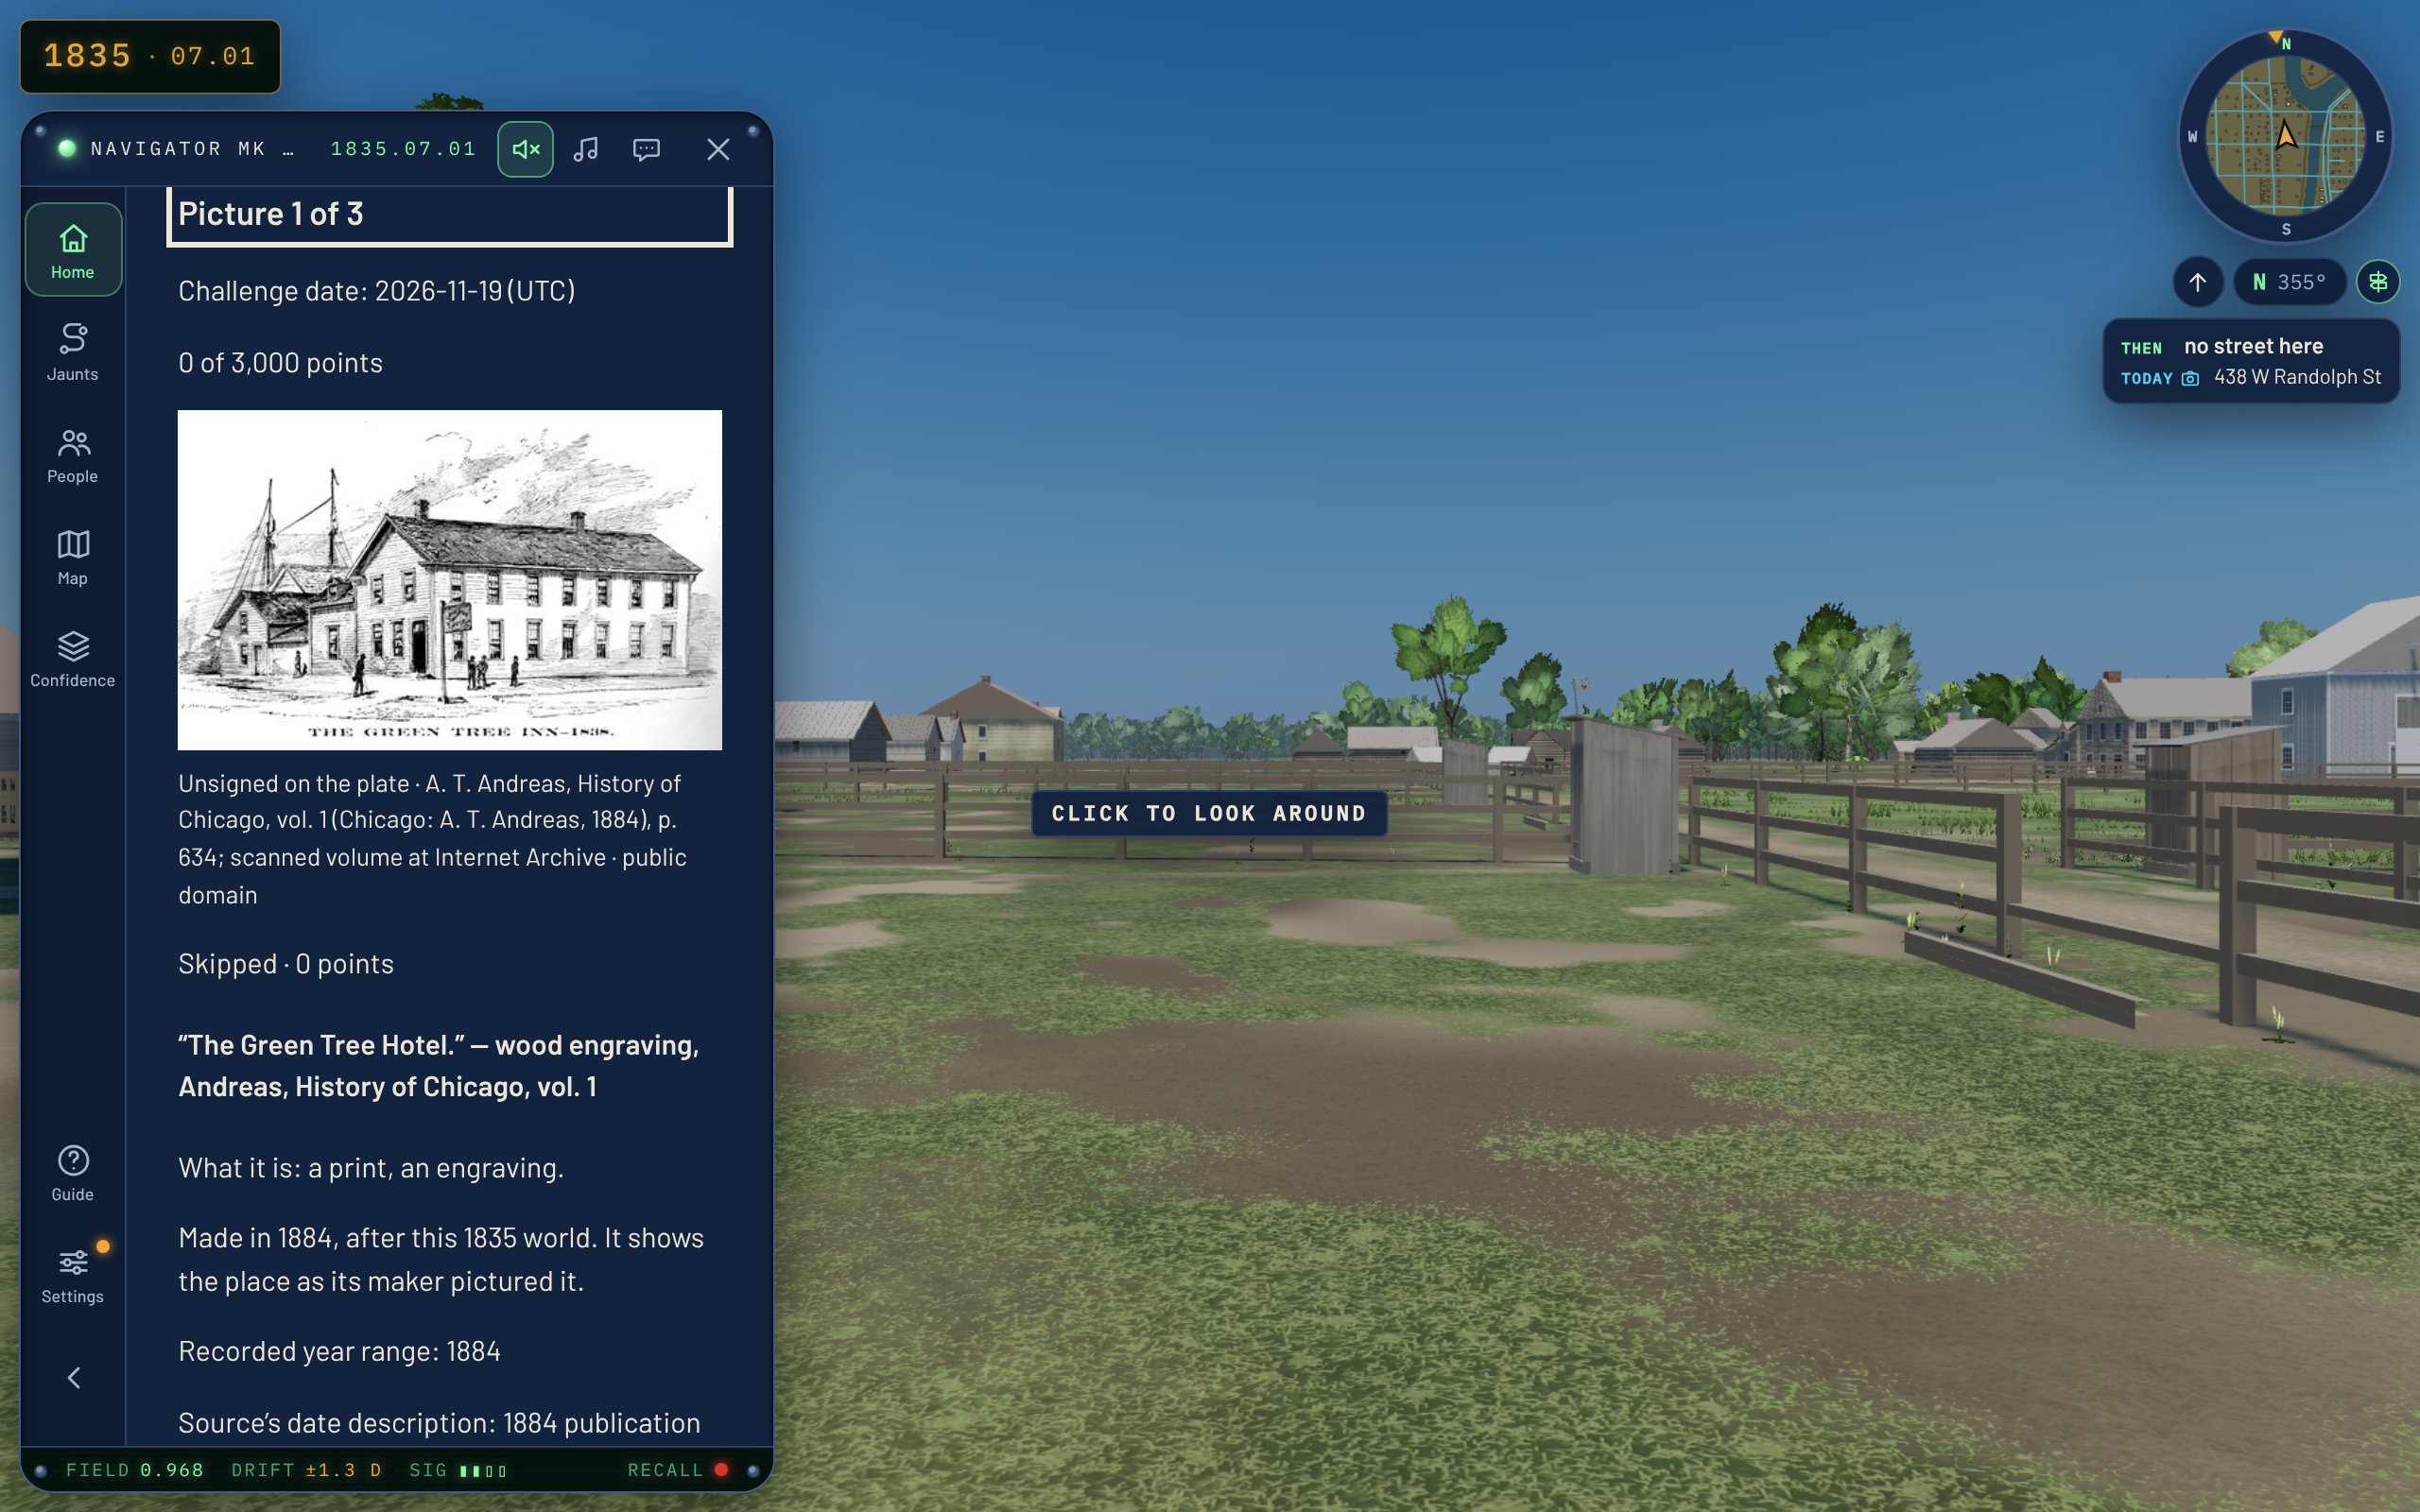 1835 · 07.01
NAVIGATOR MK …
1835.07.01
Home
Jaunts
People
Map
Confidence
Guide
Settings
Picture 1 of 3
Challenge date: 2026-11-19 (UTC)
0 of 3,000 points
THE GREEN TREE INN-1838.
Unsigned on the plate · A. T. Andreas, History of
Chicago, vol. 1 (Chicago: A. T. Andreas, 1884), p.
634; scanned volume at Internet Archive · public
domain
Skipped · 0 points
“The Green Tree Hotel.” — wood engraving,
Andreas, History of Chicago, vol. 1
What it is: a print, an engraving.
Made in 1884, after this 1835 world. It shows
the place as its maker pictured it.
Recorded year range: 1884
Source’s date description: 1884 publication
FIELD 0.968 DRIFT ±1.3 D SIG
RECALL
CLICK TO LOOK AROUND
N
W
E
S
N 355°
THEN no street here
TODAY 438 W Randolph St